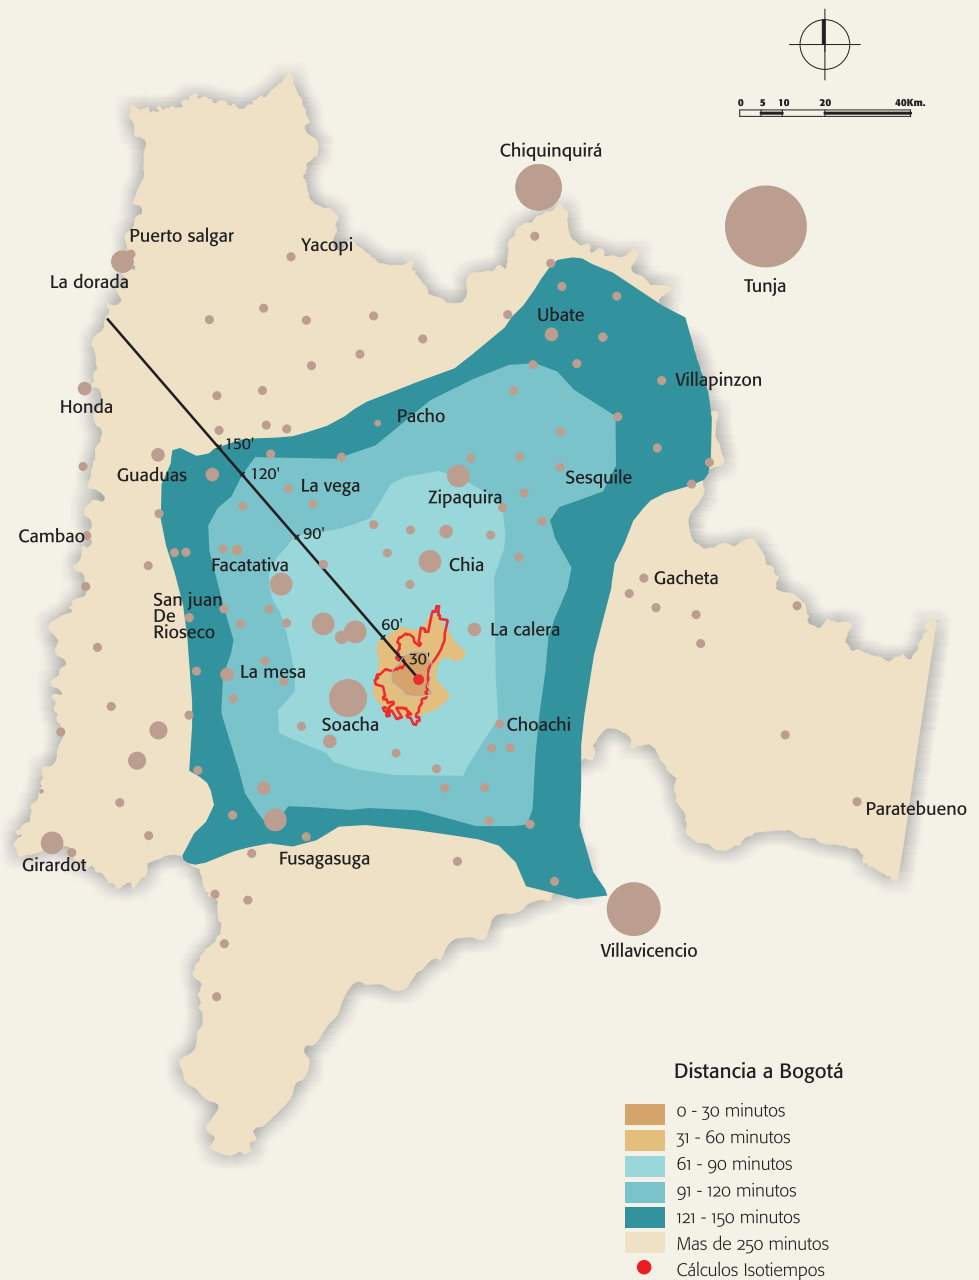 0 5 10 20 40Km.
Chiquinquirá
Puerto salgar
Yacopi
La dorada
Tunja
Ubate
Villapinzon
Honda
Pacho
150'
Guaduas
120'
La vega
Sesquile
Zipaquira
Cambao
90'
Facatativa
Chia
Gacheta
San juan
De
Rioseco
60'
La calera
30'
La mesa
Soacha
Choachi
Paratebueno
Girardot
Fusagasuga
Villavicencio
Distancia a Bogotá
0 - 30 minutos
31 - 60 minutos
61 - 90 minutos
91 - 120 minutos
121 - 150 minutos
Mas de 250 minutos
Cálculos Isotiempos